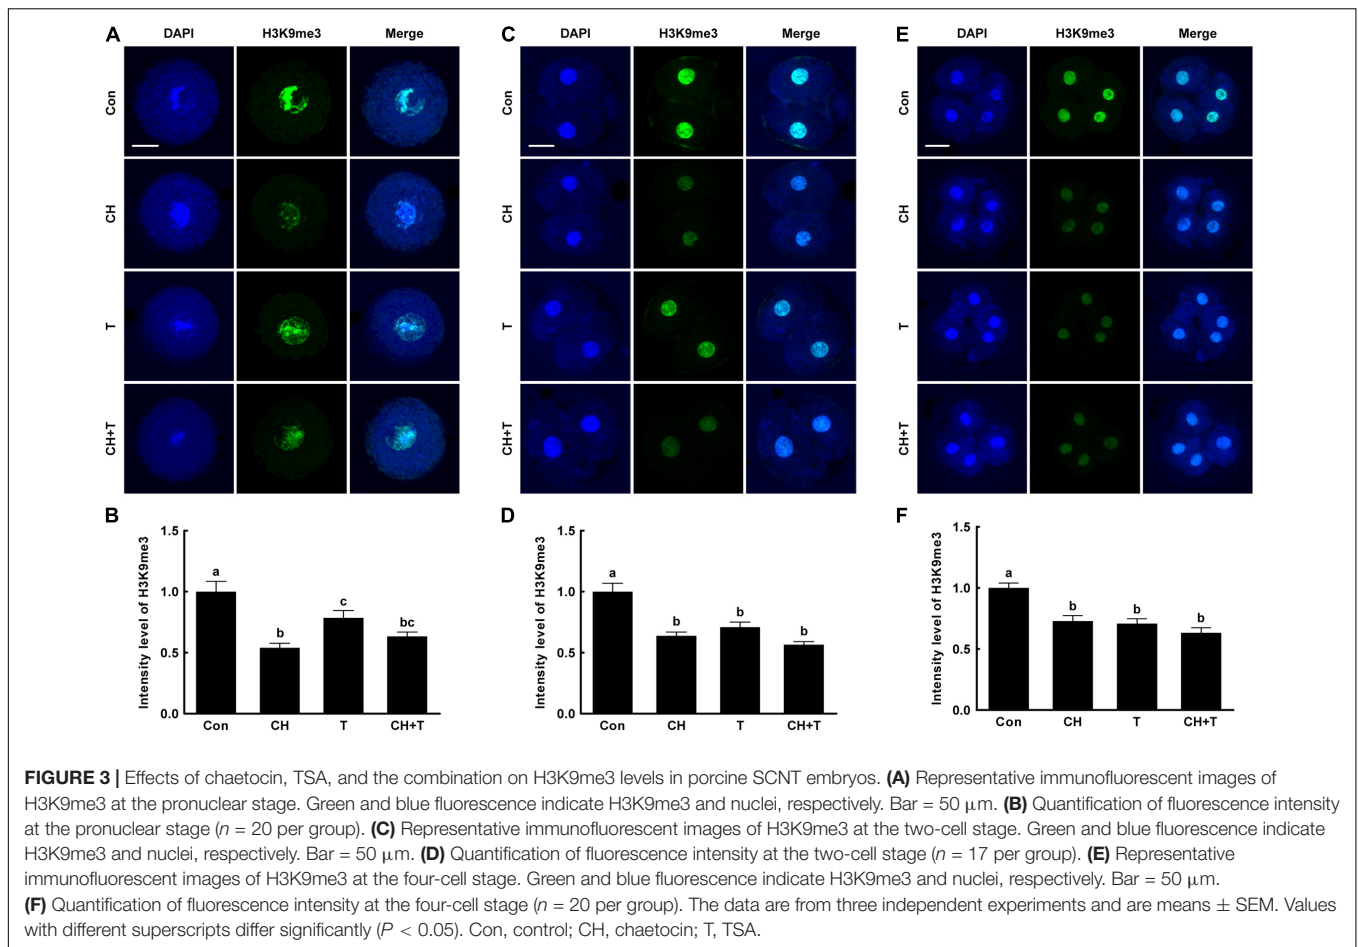 A
DAPI H3K9me3 Merge
Con
CH
T
CH+T
C
DAPI H3K9me3 Merge
Con
CH
T
CH+T
E
DAPI H3K9me3 Merge
Con
CH
T
CH+T
B
Intensity level of H3K9me3
1.5
1.0
0.5
0.0
a
b
c
bc
Con CH T CH+T
D
Intensity level of H3K9me3
1.5
1.0
0.5
0.0
a
b
b
b
Con CH T CH+T
F
Intensity level of H3K9me3
1.5
1.0
0.5
0.0
a
b
b
b
Con CH T CH+T
FIGURE 3 | Effects of chaetocin, TSA, and the combination on H3K9me3 levels in porcine SCNT embryos. (A) Representative immunofluorescent images of
H3K9me3 at the pronuclear stage. Green and blue fluorescence indicate H3K9me3 and nuclei, respectively. Bar = 50 μm. (B) Quantification of fluorescence intensity
at the pronuclear stage (n = 20 per group). (C) Representative immunofluorescent images of H3K9me3 at the two-cell stage. Green and blue fluorescence indicate
H3K9me3 and nuclei, respectively. Bar = 50 μm. (D) Quantification of fluorescence intensity at the two-cell stage (n = 17 per group). (E) Representative
immunofluorescent images of H3K9me3 at the four-cell stage. Green and blue fluorescence indicate H3K9me3 and nuclei, respectively. Bar = 50 μm.
(F) Quantification of fluorescence intensity at the four-cell stage (n = 20 per group). The data are from three independent experiments and are means ± SEM. Values
with different superscripts differ significantly (P < 0.05). Con, control; CH, chaetocin; T, TSA.